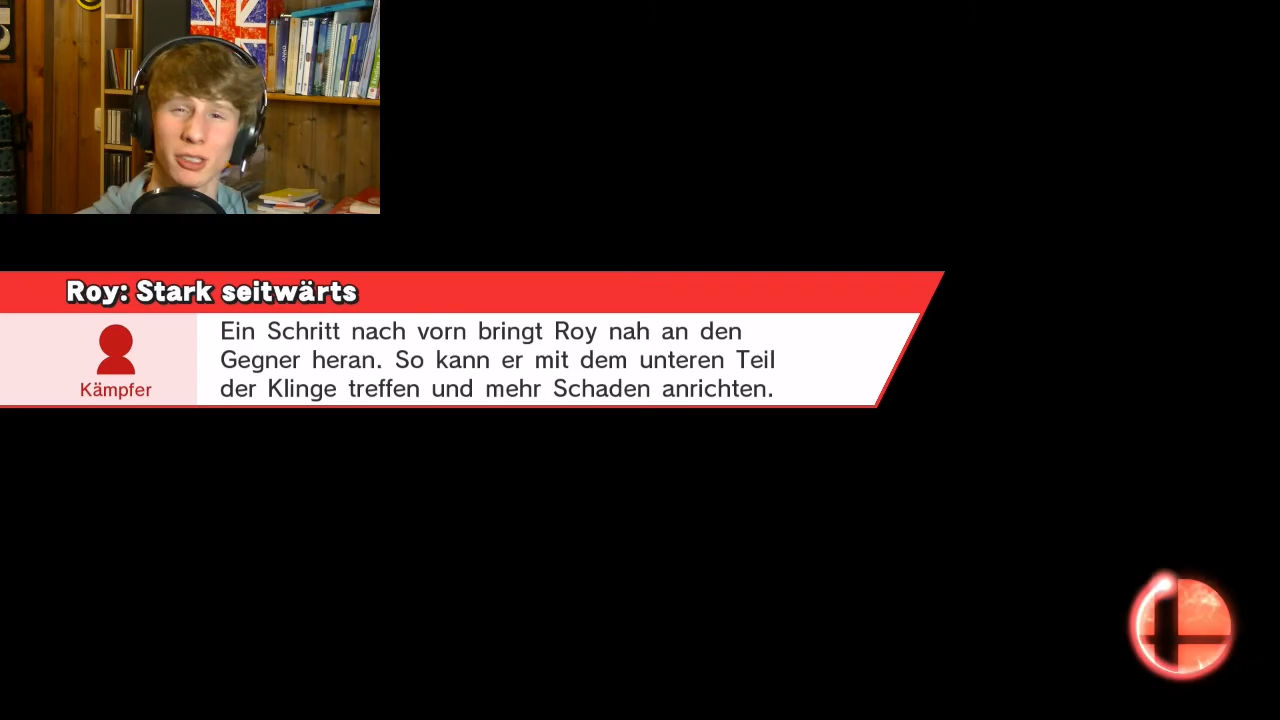 Roy: Stark seitwärts
Ein Schritt nach vorn bringt Roy nah an den
Gegner heran. So kann er mit dem unteren Teil
der Klinge treffen und mehr Schaden anrichten.
Kämpfer